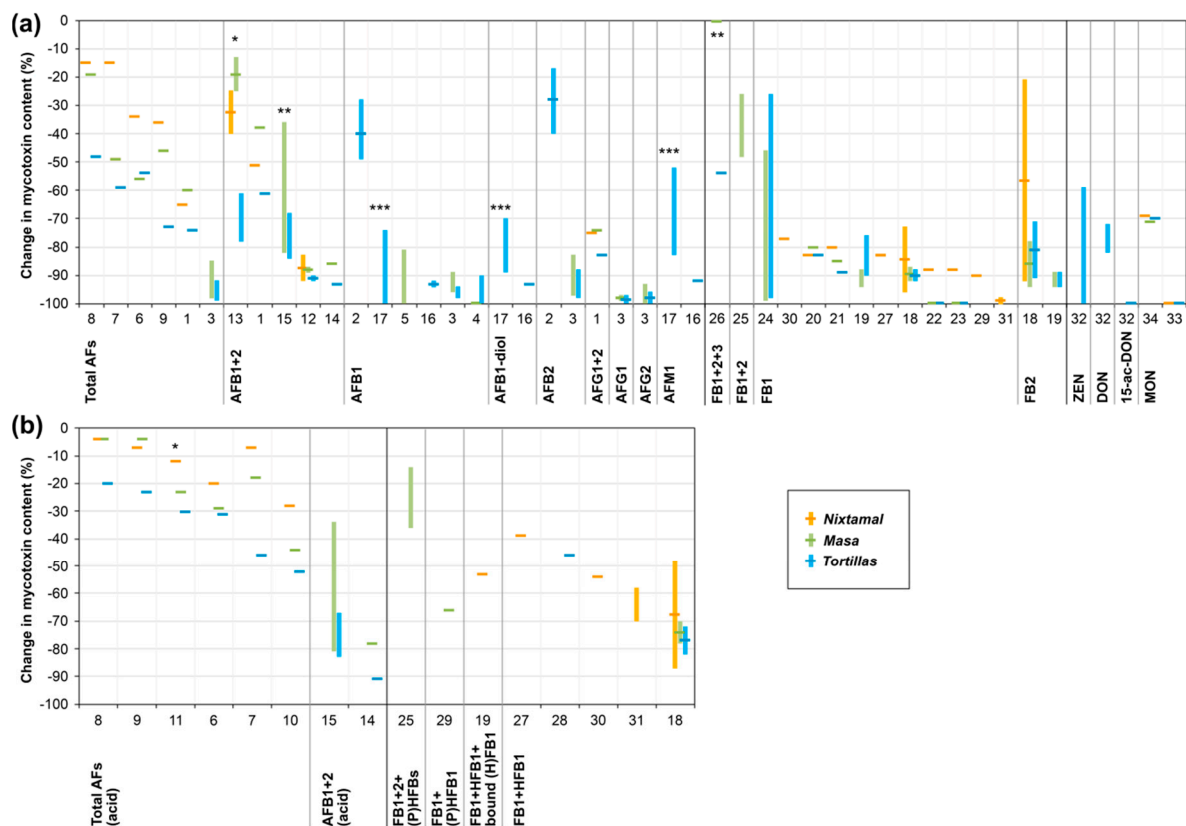 (a)
Change in mycotoxin content (%)
0
-10
-20
-30
-40
-50
-60
-70
-80
-90
-100
*
**
***
***
***
**
8 7 6 9 1 3 13 1 15 12 14 2 17 5 16 3 4 17 16 2 3 1 3 3 17 16 26 25 24 30 20 21 19 27 18 22 23 29 31 18 19 32 32 32 34 33
Total AFs
AFB1+2
AFB1
AFB1-diol
AFB2
AFG1+2
AFG1
AFG2
AFM1
FB1+2+3
FB1+2
FB1
FB2
ZEN
DON
15-ac-DON
MON
(b)
Change in mycotoxin content (%)
0
-10
-20
-30
-40
-50
-60
-70
-80
-90
-100
*
8 9 11 6 7 10 15 14 25 29 19 27 28 30 31 18
Total AFs
(acid)
AFB1+2
(acid)
FB1+2+
(P)HFBs
FB1+
(P)HFB1
FB1+HFB1+
bound (H)FB1
FB1+HFB1
Nixtamal
Masa
Tortillas